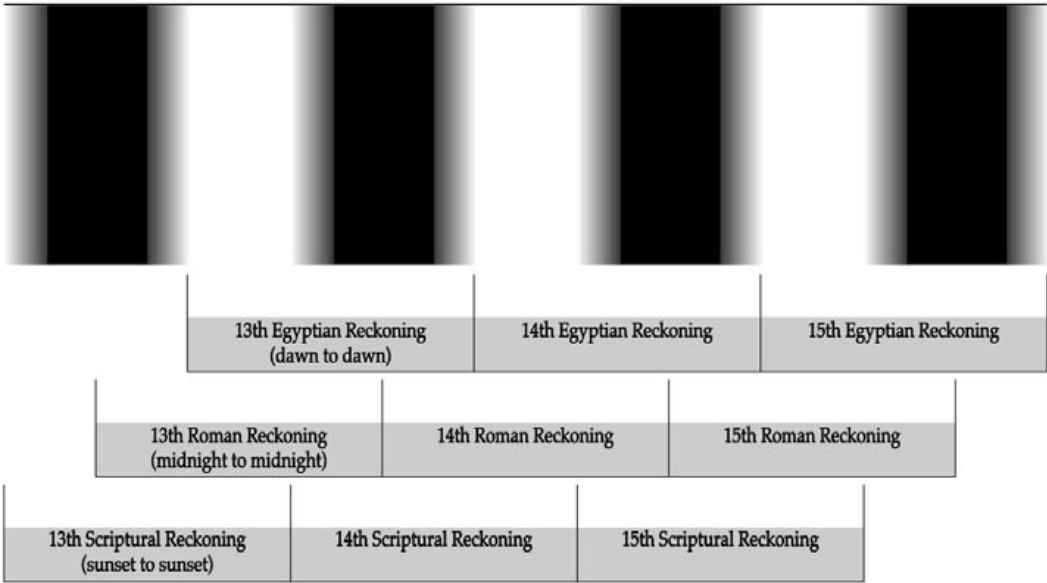 13th Egyptian Reckoning
(dawn to dawn)
14th Egyptian Reckoning
15th Egyptian Reckoning
13th Roman Reckoning
(midnight to midnight)
14th Roman Reckoning
15th Roman Reckoning
13th Scriptural Reckoning
(sunset to sunset)
14th Scriptural Reckoning
15th Scriptural Reckoning